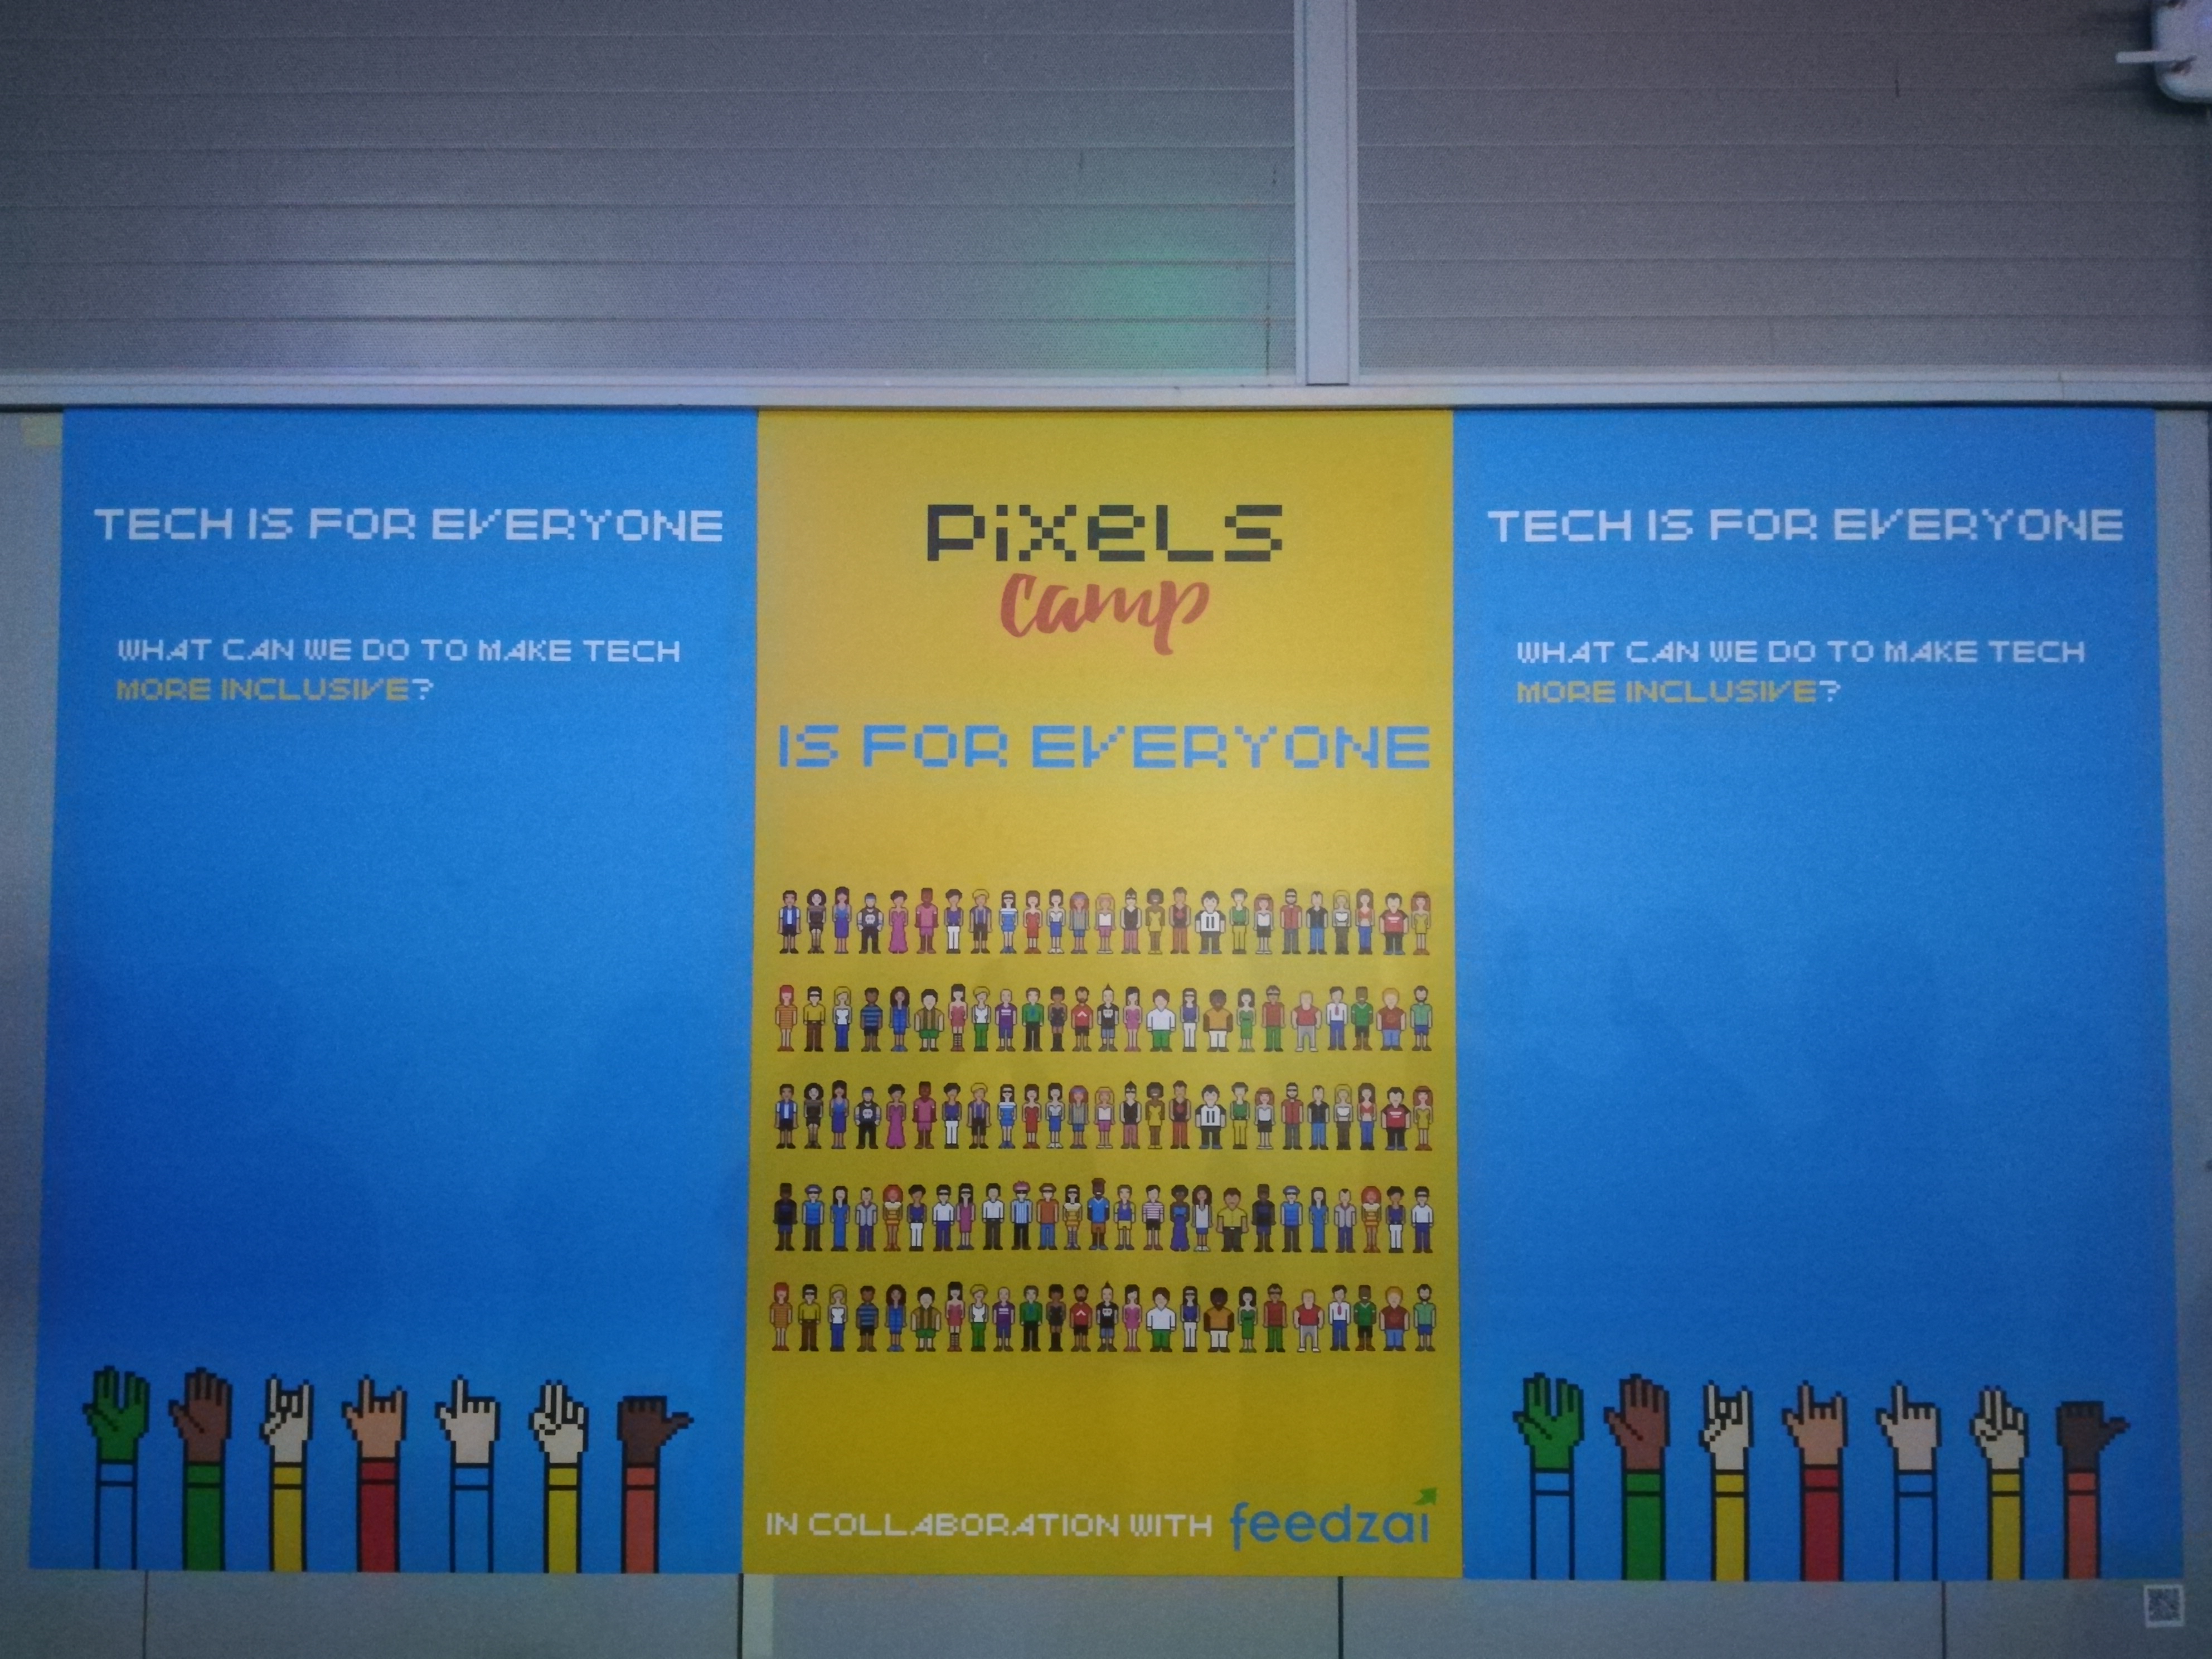 TECH IS FOR EVERYONE
WHAT CAN WE DO TO MAKE TECH
MORE INCLUSIVE?
PiXELS
camp
IS FOR EVERYONE
IN COLLABORATION WITH feedzai
TECH IS FOR EVERYONE
WHAT CAN WE DO TO MAKE TECH
MORE INCLUSIVE?